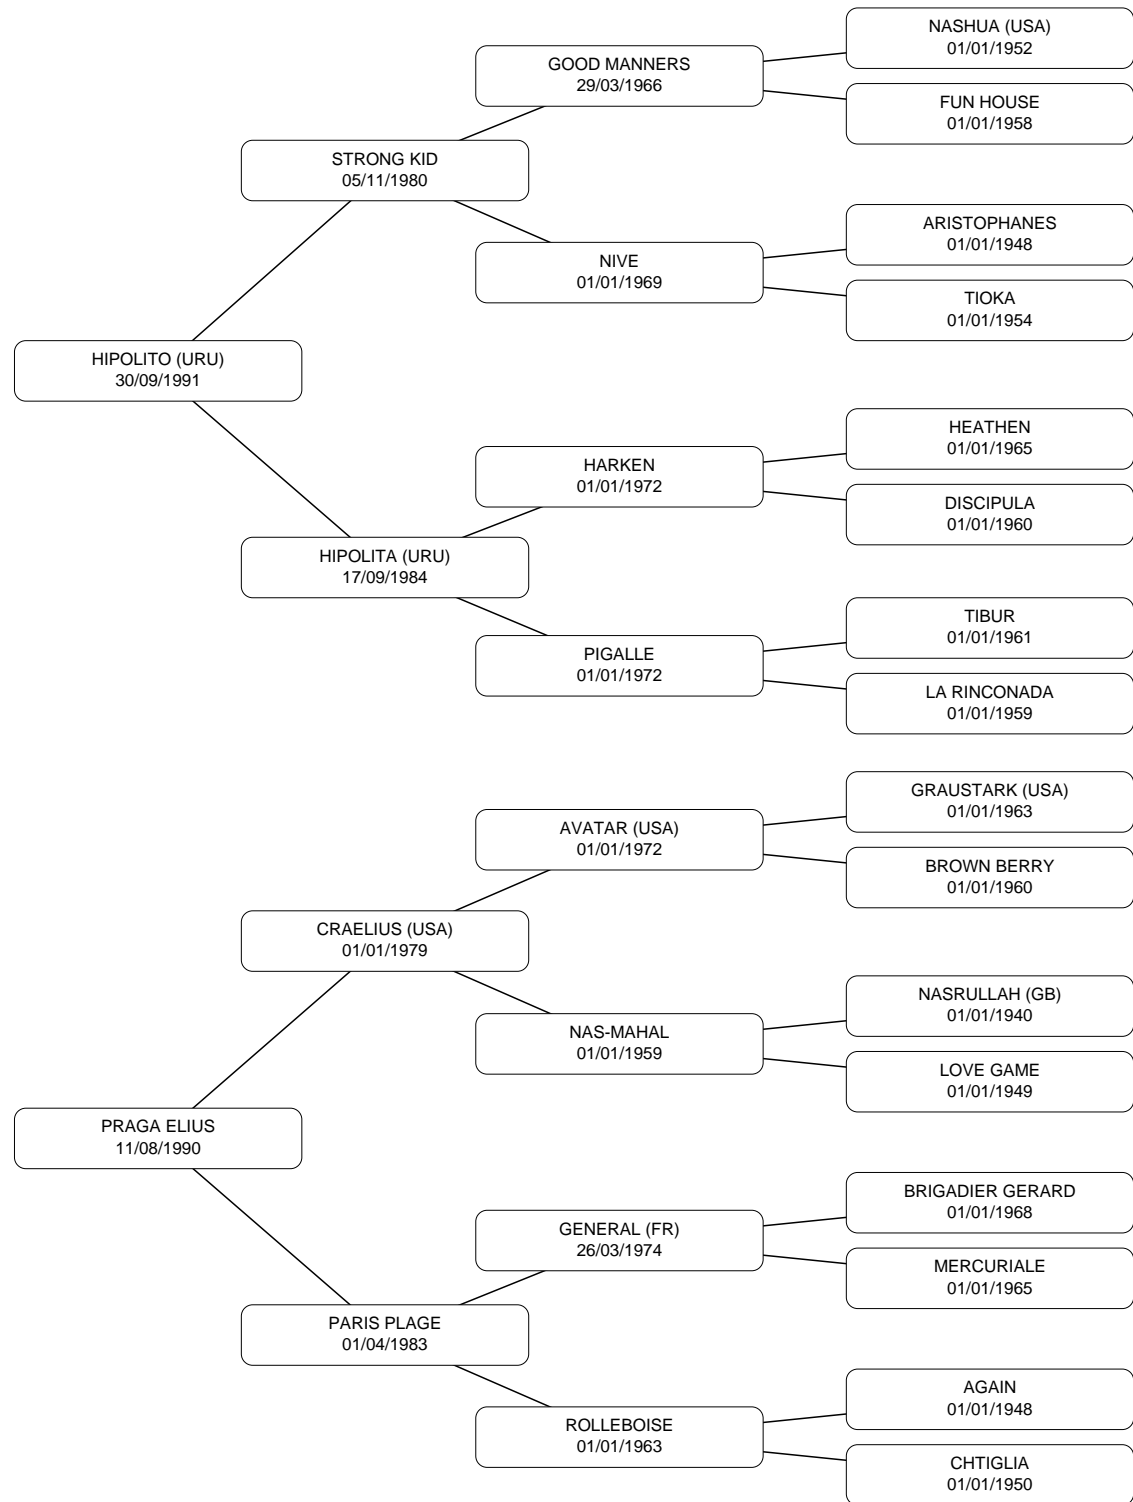 NASHUA (USA)
01/01/1952
GOOD MANNERS
29/03/1966
FUN HOUSE
01/01/1958
STRONG KID
05/11/1980
ARISTOPHANES
01/01/1948
NIVE
01/01/1969
TIOKA
01/01/1954
HIPOLITO (URU)
30/09/1991
HEATHEN
01/01/1965
HARKEN
01/01/1972
DISCIPULA
01/01/1960
HIPOLITA (URU)
17/09/1984
TIBUR
01/01/1961
PIGALLE
01/01/1972
LA RINCONADA
01/01/1959
GRAUSTARK (USA)
01/01/1963
AVATAR (USA)
01/01/1972
BROWN BERRY
01/01/1960
CRAELIUS (USA)
01/01/1979
NASRULLAH (GB)
01/01/1940
NAS-MAHAL
01/01/1959
LOVE GAME
01/01/1949
PRAGA ELIUS
11/08/1990
BRIGADIER GERARD
01/01/1968
GENERAL (FR)
26/03/1974
MERCURIALE
01/01/1965
PARIS PLAGE
01/04/1983
AGAIN
01/01/1948
ROLLEBOISE
01/01/1963
CHTIGLIA
01/01/1950